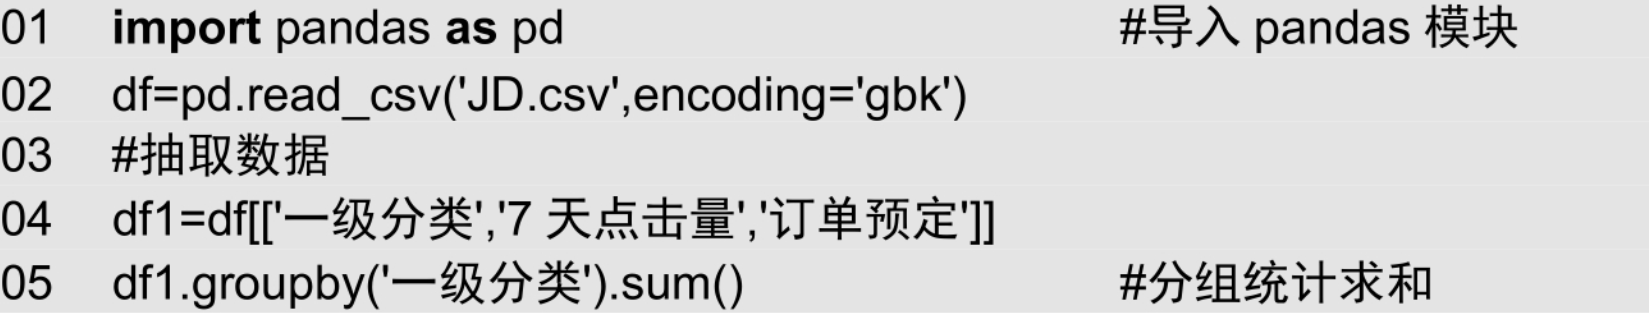 01 import pandas as pd #导入 pandas 模块
02 df=pd.read_csv('JD.csv',encoding='gbk')
03 #抽取数据
04 df1=df[['一级分类','7 天点击量','订单预定']]
05 df1.groupby('一级分类').sum() #分组统计求和